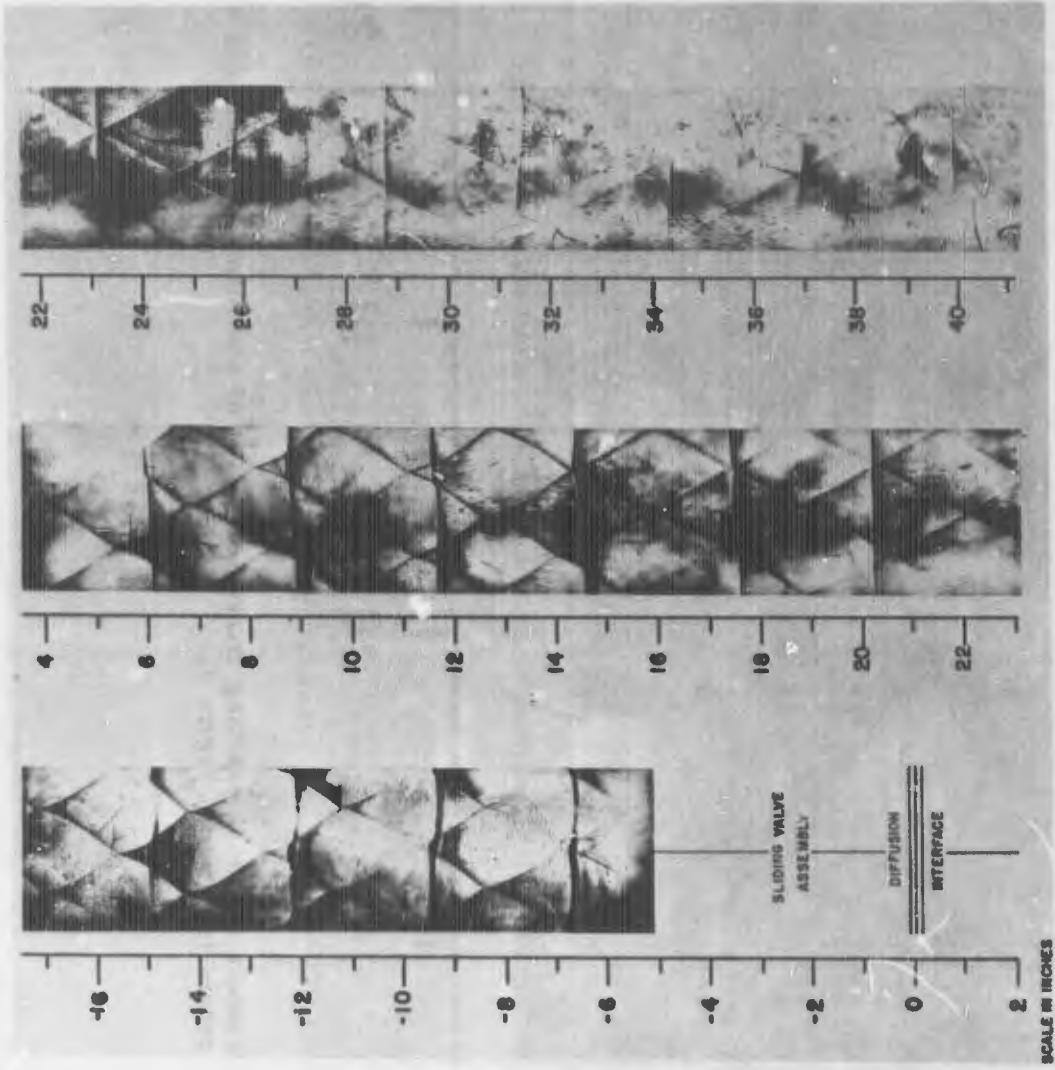 22 24 26 28 30 32 34 36 38 40
4 6 8 10 12 14 16 18 20 22
-16 -14 -12 -10 -8 -6 -4 -2 0 2
SLIDING VALVE
ASSEMBLY
DIFFUSION
INTERFACE
SCALE IN INCHES